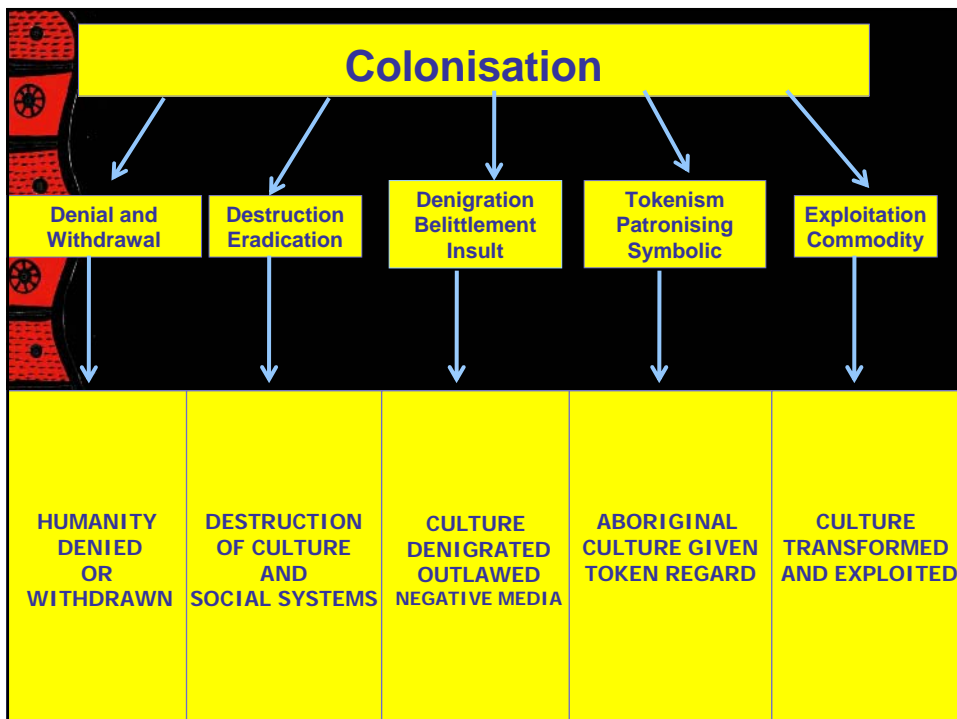 Colonisation
Denial and
Withdrawal
Destruction
Eradication
Denigration
Belittlement
Insult
Tokenism
Patronising
Symbolic
Exploitation
Commodity
HUMANITY
DENIED
OR
WITHDRAWN
DESTRUCTION
OF CULTURE
AND
SOCIAL SYSTEMS
CULTURE
DENIGRATED
OUTLAWED
NEGATIVE MEDIA
ABORIGINAL
CULTURE GIVEN
TOKEN REGARD
CULTURE
TRANSFORMED
AND EXPLOITED